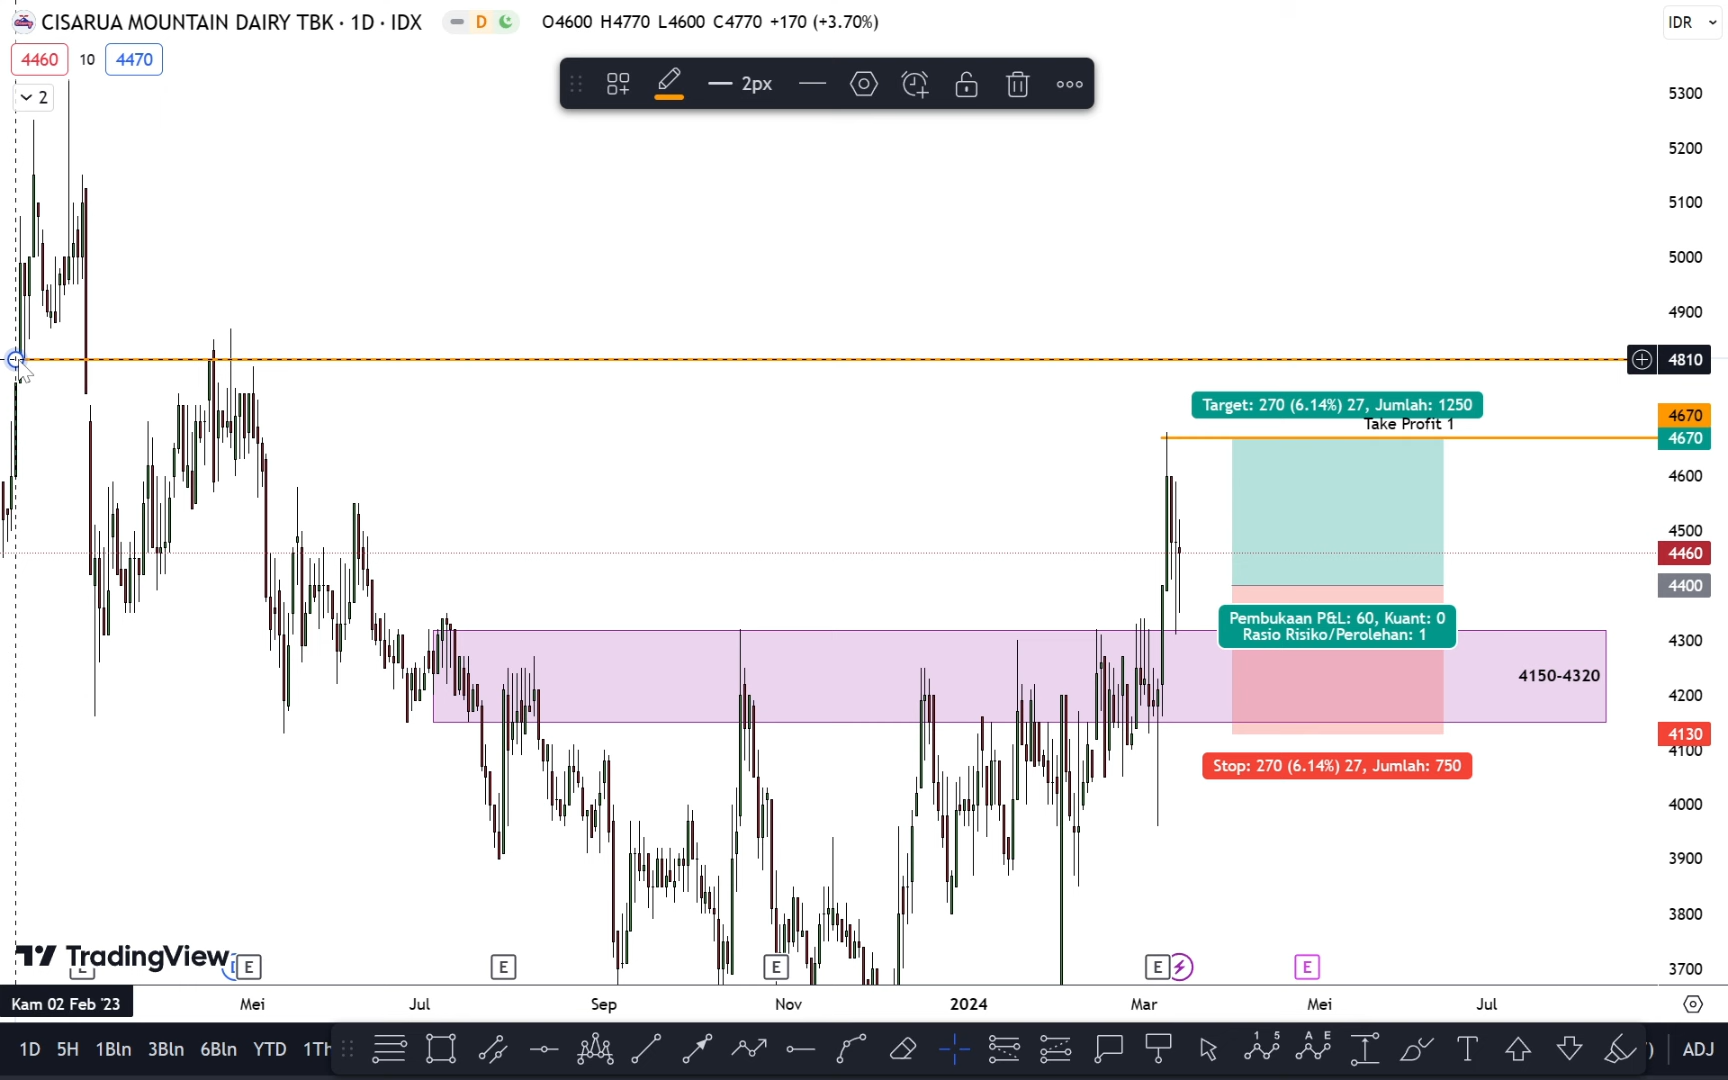 CISARUA MOUNTAIN DAIRY TBK · 1D · IDX
D
O4600 H4770 L4600 C4770 +170 (+3.70%)
IDR
4460 10 4470
2
2px
5300
5200
5100
5000
4900
4810
Target: 270 (6.14%) 27, Jumlah: 1250
Take Profit 1
4670
4670
4600
4500
4460
4400
Pembukaan P&L: 60, Kuant: 0
Rasio Risiko/Perolehan: 1
4300
4150-4320
4200
4130
4100
Stop: 270 (6.14%) 27, Jumlah: 750
4000
3900
3800
3700
TradingView
E E E E E E
Kam 02 Feb '23 Mei Jul Sep Nov 2024 Mar Mei Jul
1D 5H 1Bln 3Bln 6Bln YTD 1Th
1 5
A E
T
) ADJ